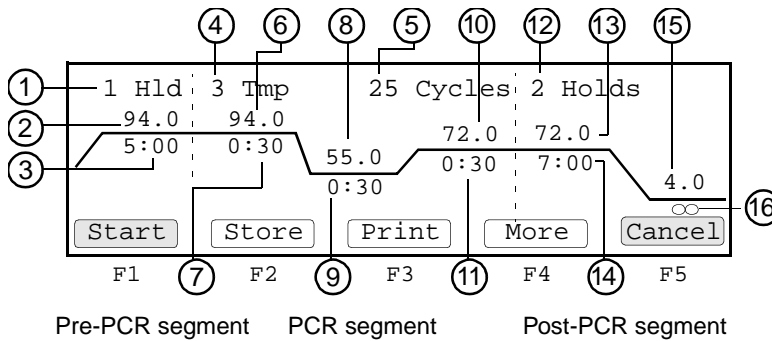 4 6 8 5 10 12 13 15
1 1 Hld 3 Tmp 25 Cycles 2 Holds
2 94.0 94.0 72.0 72.0
3 5:00 0:30 55.0 0:30 7:00 4.0
0:30 ∞ 16
Start Store Print More Cancel
F1 7 F2 9 F3 11 F4 14 F5
Pre-PCR segment PCR segment Post-PCR segment